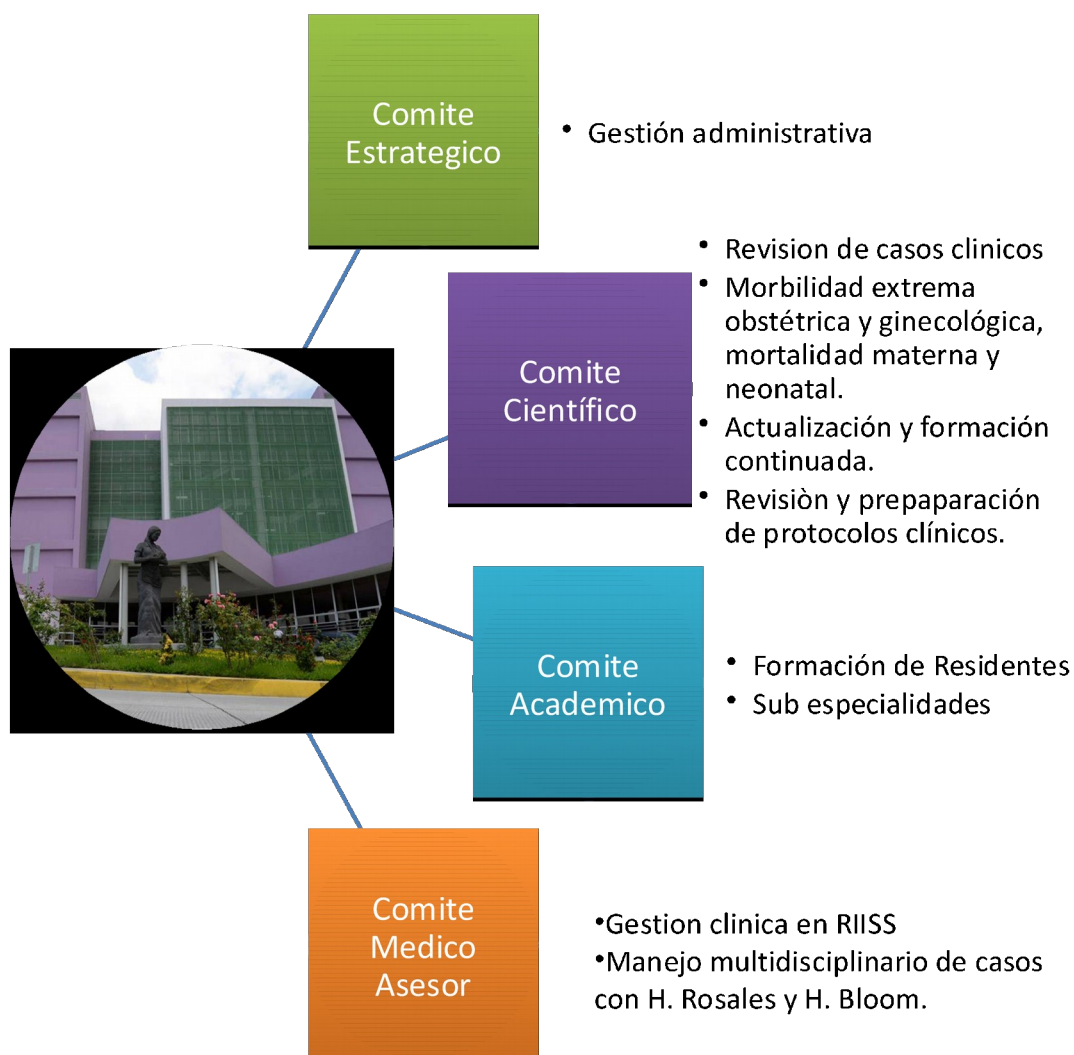 Comite
Estrategico
• Gestión administrativa
Comite
Científico
• Revision de casos clinicos
• Morbilidad extrema
obstétrica y ginecológica,
mortalidad materna y
neonatal.
• Actualización y formación
continuada.
• Revisiòn y prepaparación
de protocolos clínicos.
Comite
Academico
• Formación de Residentes
• Sub especialidades
Comite
Medico
Asesor
•Gestion clinica en RIISS
•Manejo multidisciplinario de casos
con H. Rosales y H. Bloom.